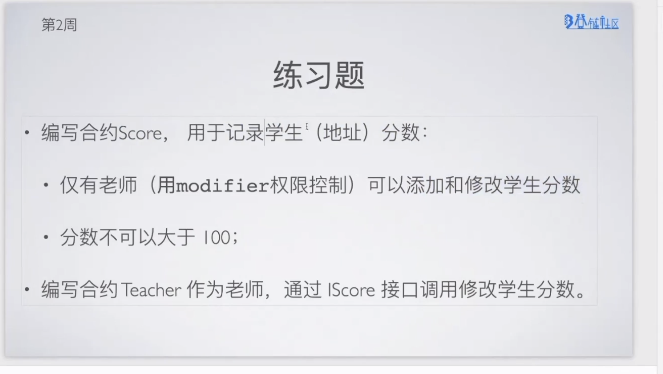 第2周
登链社区
练习题
• 编写合约Score， 用于记录学生（地址）分数：
• 仅有老师（用modifier权限控制）可以添加和修改学生分数
• 分数不可以大于 100；
• 编写合约 Teacher 作为老师，通过 IScore 接口调用修改学生分数。